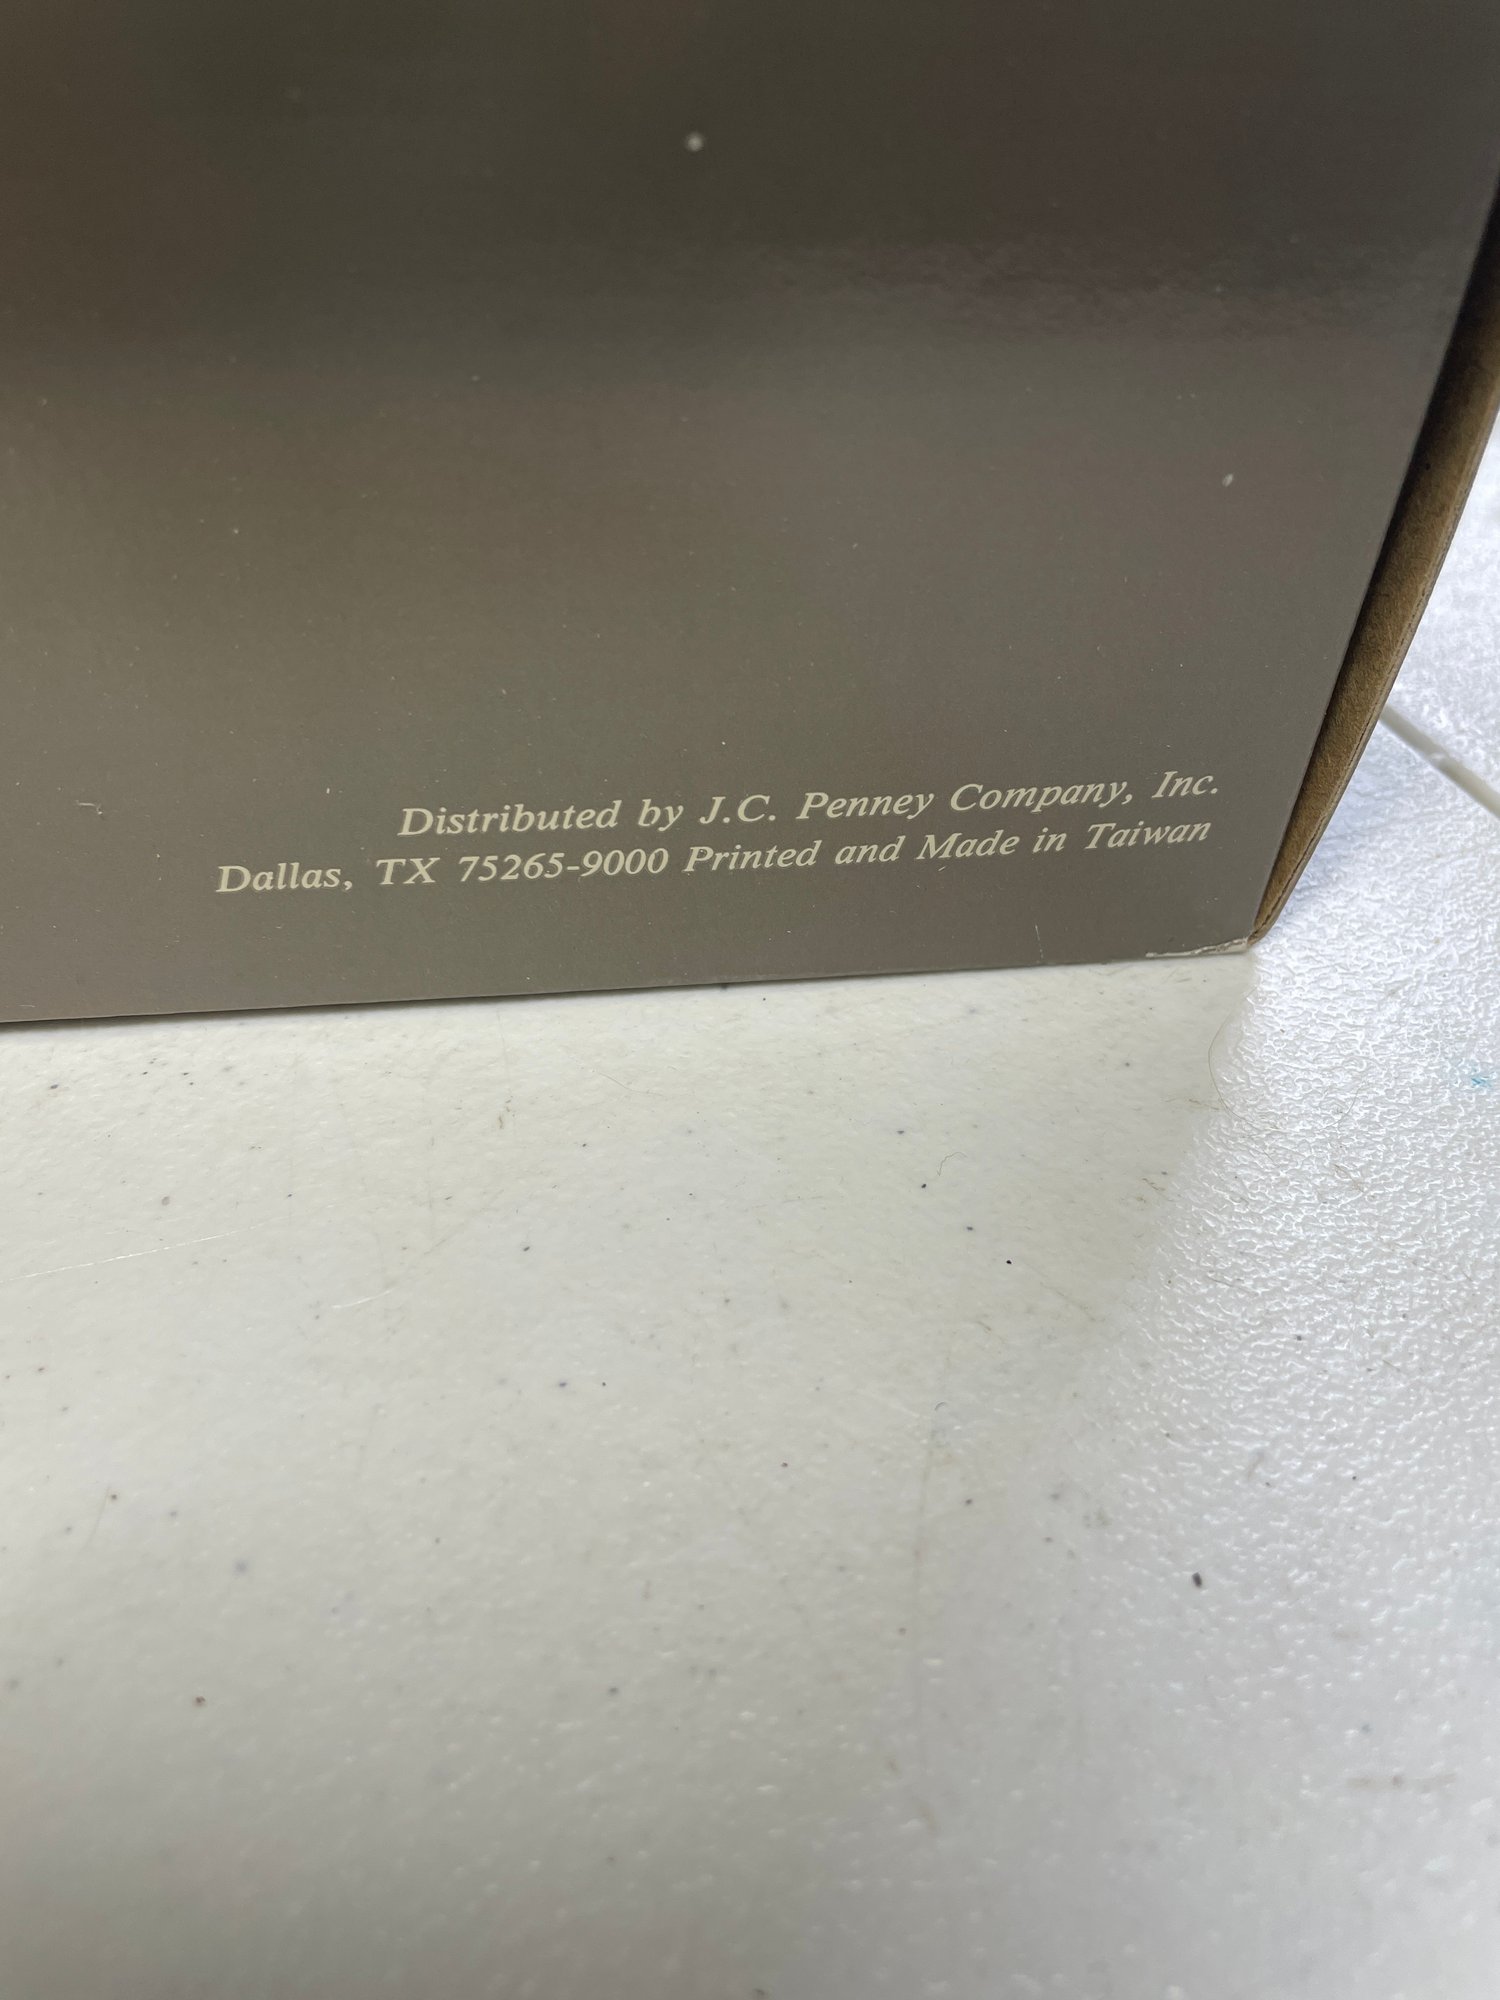 Distributed by J.C. Penney Company, Inc.
Dallas, TX 75265-9000 Printed and Made in Taiwan